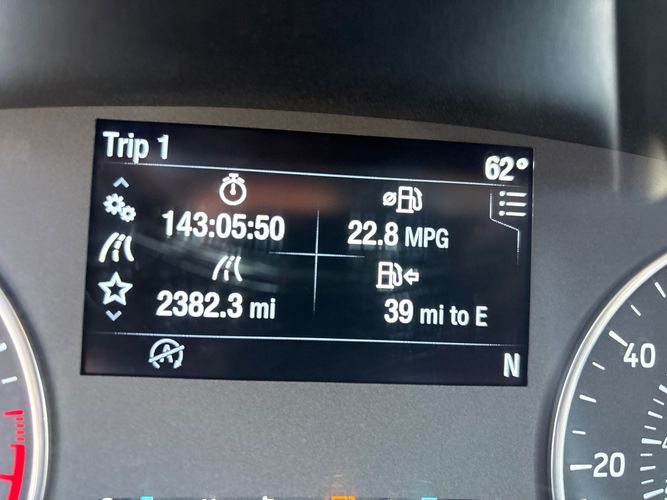 Trip 1
62°
143:05:50
22.8 MPG
2382.3 mi
39 mi to E
A
N
40
20